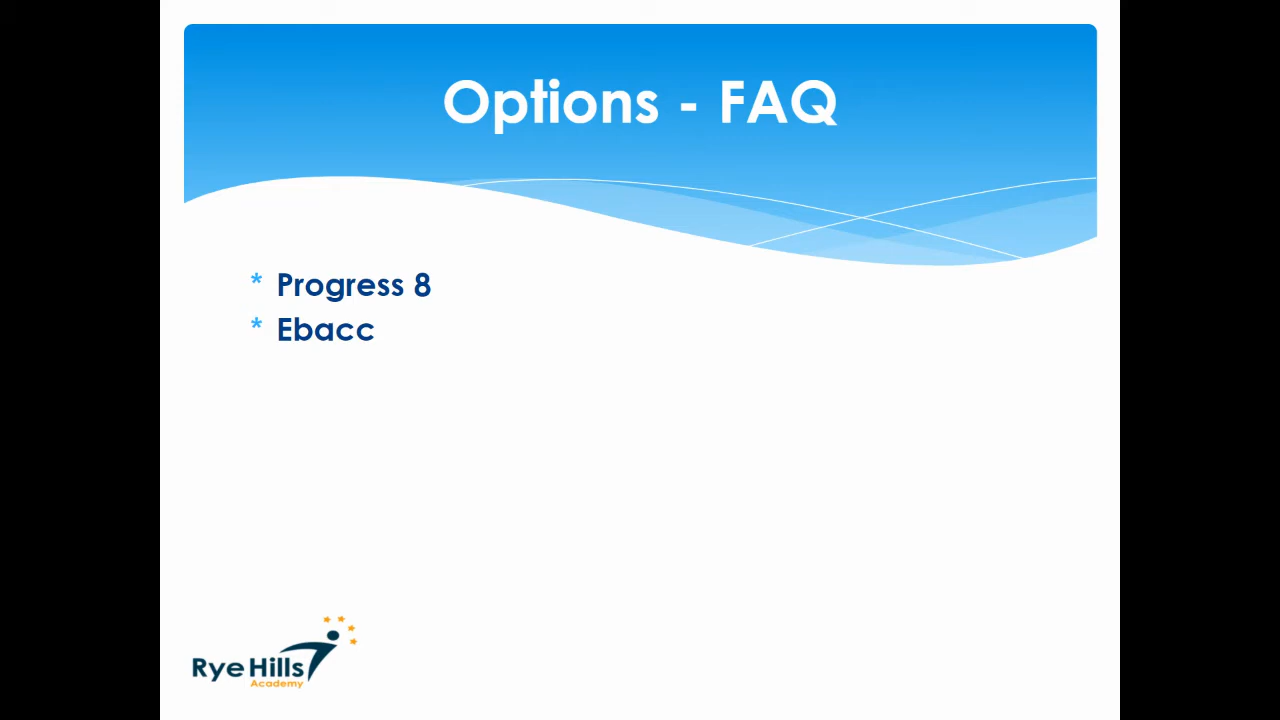 Options - FAQ
* Progress 8
* Ebacc
Rye Hills
Academy